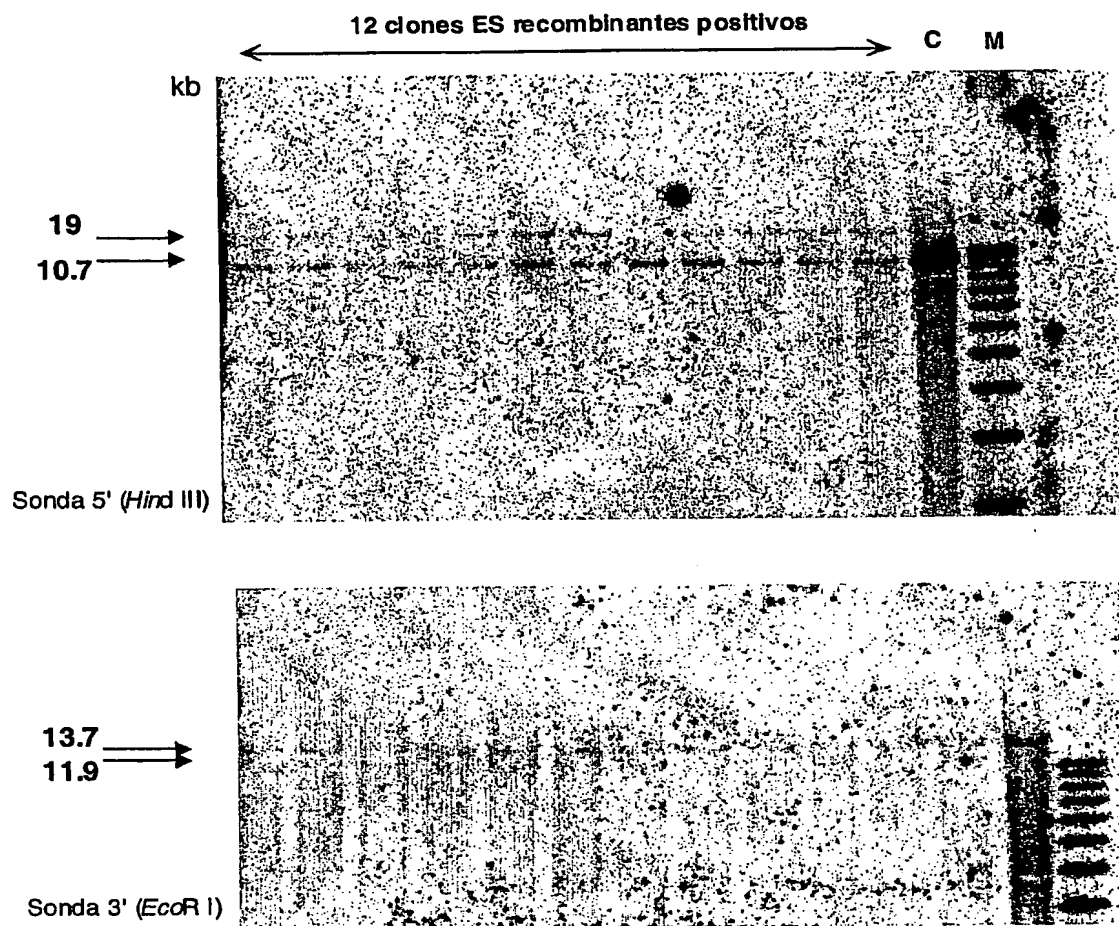 12 clones ES recombinantes positivos
C M
kb
19
10.7
Sonda 5' (Hind III)
13.7
11.9
Sonda 3' (EcoR I)